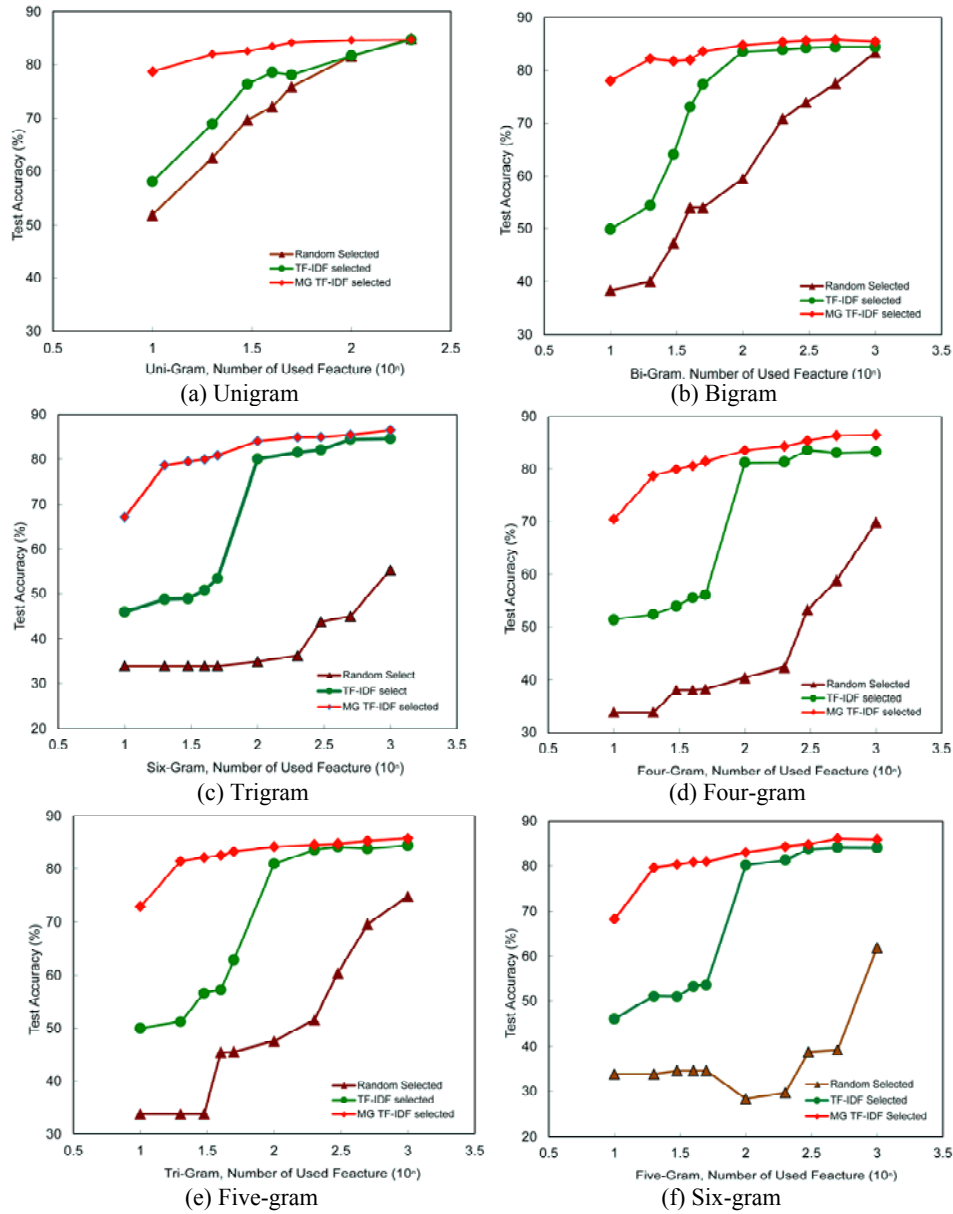 90
80
70
60
50
40
30
Test Accuracy (%)
Random Selected
TF-IDF selected
MG TF-IDF selected
0.5 1 1.5 2 2.5
Uni-Gram, Number of Used Feacture (10ⁿ)
(a) Unigram
90
80
70
60
50
40
30
Test Accuracy (%)
Random Selected
TF-IDF selected
MG TF-IDF selected
0.5 1 1.5 2 2.5 3 3.5
Bi-Gram, Number of Used Feacture (10ⁿ)
(b) Bigram
90
80
70
60
50
40
30
20
Test Accuracy (%)
Random Select
TF-IDF select
MG TF-IDF selected
0.5 1 1.5 2 2.5 3 3.5
Six-Gram, Number of Used Feacture (10ⁿ)
(c) Trigram
90
80
70
60
50
40
30
Test Accuracy (%)
Random Selected
TF-IDF selected
MG TF-IDF selected
0.5 1 1.5 2 2.5 3 3.5
Four-Gram, Number of Used Feacture (10ⁿ)
(d) Four-gram
90
80
70
60
50
40
30
Test Accuracy (%)
Random Selected
TF-IDF selected
MG TF-IDF selected
0.5 1 1.5 2 2.5 3 3.5
Tri-Gram, Number of Used Feacture (10ⁿ)
(e) Five-gram
90
80
70
60
50
40
30
20
Test Accuracy (%)
Random Selected
TF-IDF Selected
MG TF-IDF Selected
0.5 1 1.5 2 2.5 3 3.5
Five-Gram, Number of Used Feacture (10ⁿ)
(f) Six-gram